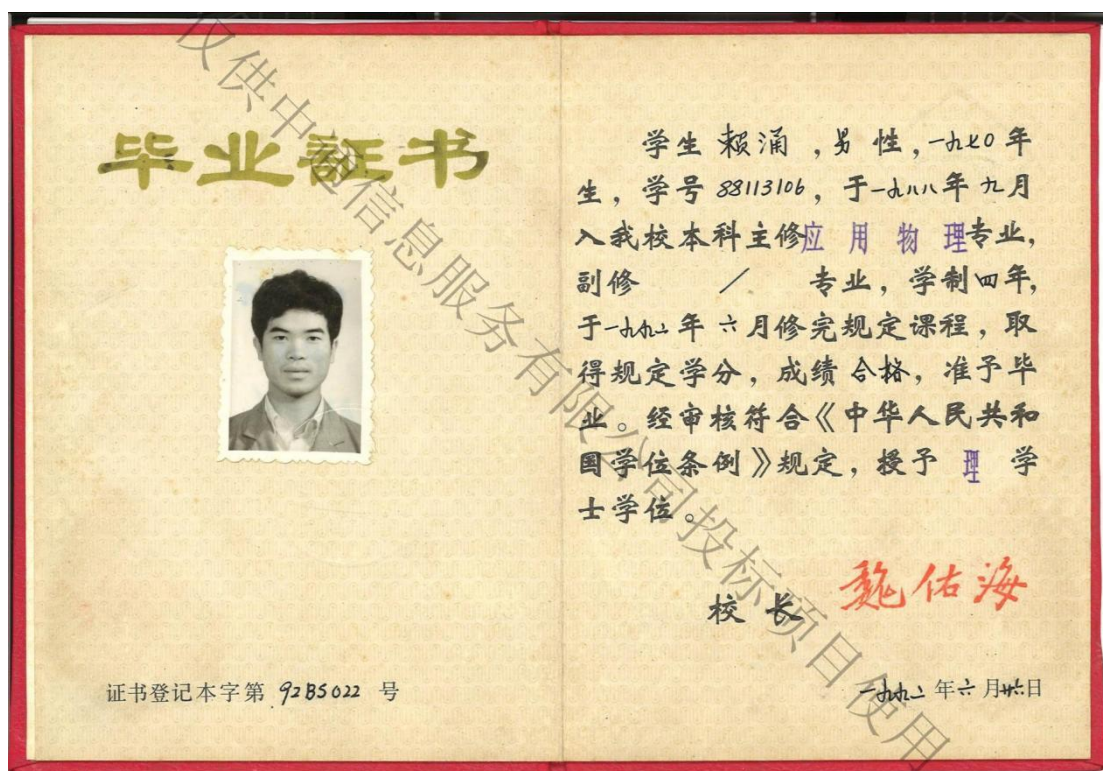 毕业証书
证书登记本字第 92BS022 号
学生 赖涌 ,男 性,一九七0年
生,学号 88113106,于一九八八年九月
入我校本科主修应用物理专业,
副修 / 专业,学制四年,
于一九九二年 六月修完规定课程,取
得规定学分,成绩合格,准予毕
业。经审核符合《中华人民共和
国学位条例》规定,授予 理 学
士学位。
校长 魏佑海
一九九二年六月廿六日
仅供中通信息服务有限公司投标项目使用